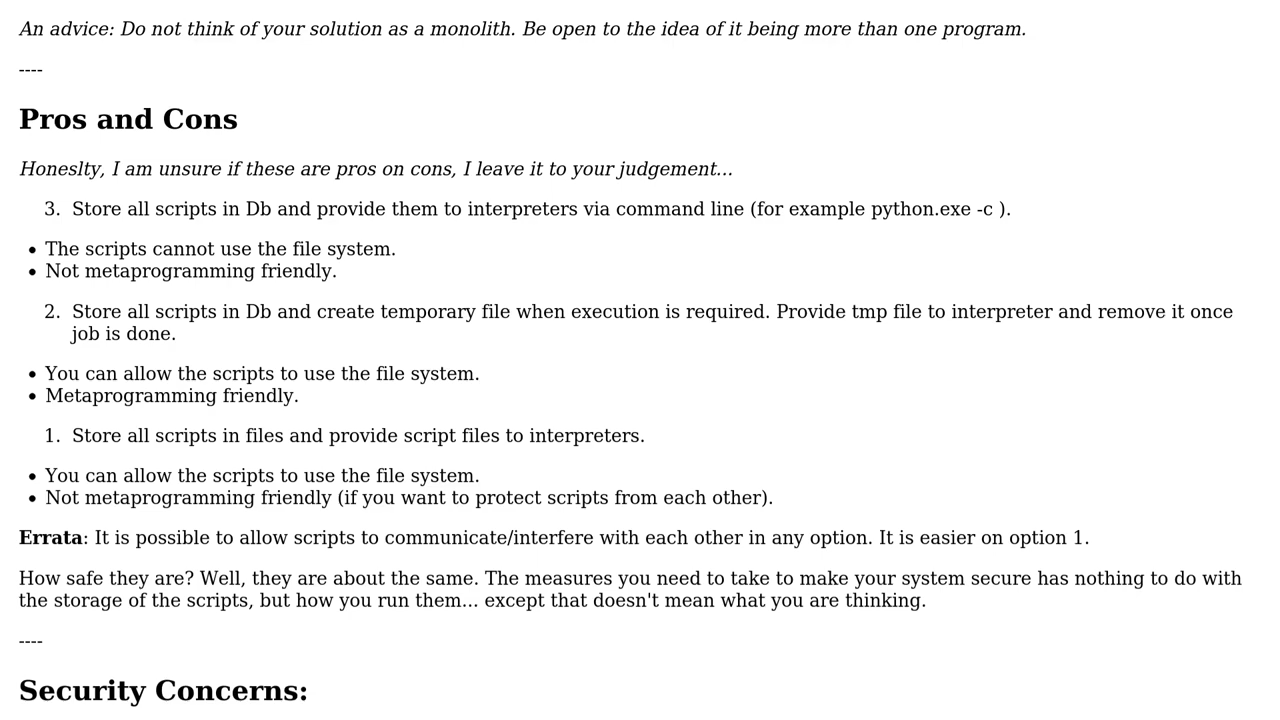 An advice: Do not think of your solution as a monolith. Be open to the idea of it being more than one program.
----
Pros and Cons
Honeslty, I am unsure if these are pros on cons, I leave it to your judgement...
3. Store all scripts in Db and provide them to interpreters via command line (for example python.exe -c ).
• The scripts cannot use the file system.
• Not metaprogramming friendly.
2. Store all scripts in Db and create temporary file when execution is required. Provide tmp file to interpreter and remove it once
job is done.
• You can allow the scripts to use the file system.
• Metaprogramming friendly.
1. Store all scripts in files and provide script files to interpreters.
• You can allow the scripts to use the file system.
• Not metaprogramming friendly (if you want to protect scripts from each other).
Errata: It is possible to allow scripts to communicate/interfere with each other in any option. It is easier on option 1.
How safe they are? Well, they are about the same. The measures you need to take to make your system secure has nothing to do with
the storage of the scripts, but how you run them... except that doesn't mean what you are thinking.
----
Security Concerns: